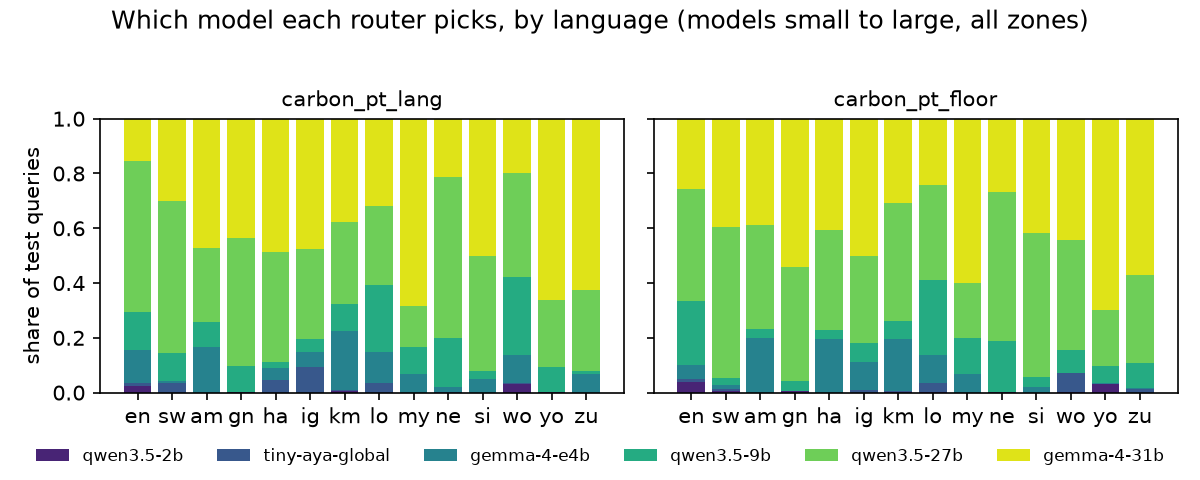 Which model each router picks, by language (models small to large, all zones)
carbon_pt_lang
carbon_pt_floor
share of test queries
1.0
0.8
0.6
0.4
0.2
0.0
en sw am gn ha ig km lo my ne si wo yo zu
en sw am gn ha ig km lo my ne si wo yo zu
qwen3.5-2b tiny-aya-global gemma-4-e4b qwen3.5-9b qwen3.5-27b gemma-4-31b